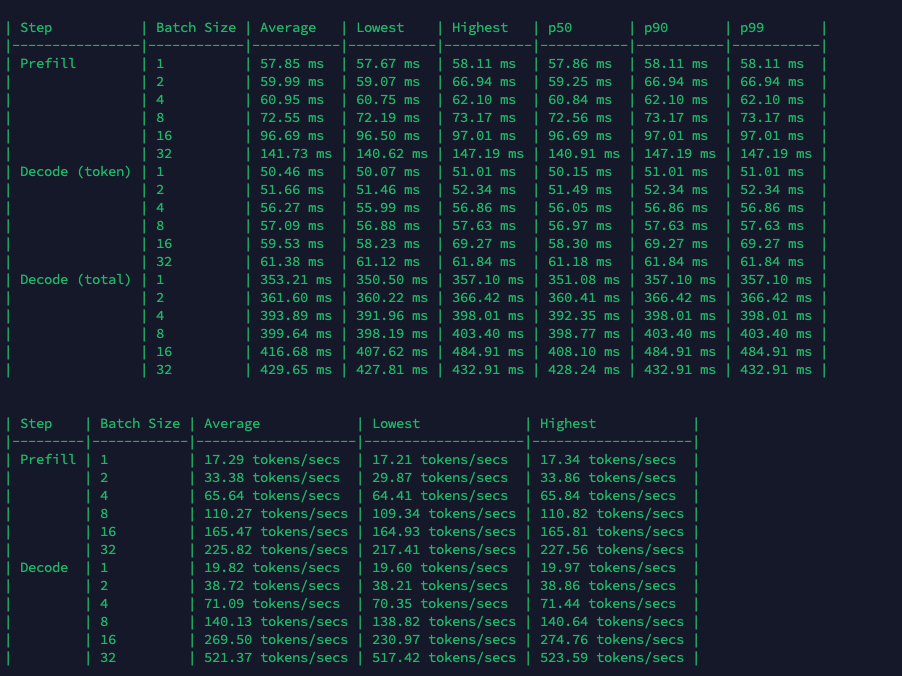 | Step           | Batch Size | Average   | Lowest    | Highest   | p50       | p90       | p99       |
|----------------|------------|-----------|-----------|-----------|-----------|-----------|-----------|
| Prefill        | 1          | 57.85 ms  | 57.67 ms  | 58.11 ms  | 57.86 ms  | 58.11 ms  | 58.11 ms  |
|                | 2          | 59.99 ms  | 59.07 ms  | 66.94 ms  | 59.25 ms  | 66.94 ms  | 66.94 ms  |
|                | 4          | 60.95 ms  | 60.75 ms  | 62.10 ms  | 60.84 ms  | 62.10 ms  | 62.10 ms  |
|                | 8          | 72.55 ms  | 72.19 ms  | 73.17 ms  | 72.56 ms  | 73.17 ms  | 73.17 ms  |
|                | 16         | 96.69 ms  | 96.50 ms  | 97.01 ms  | 96.69 ms  | 97.01 ms  | 97.01 ms  |
|                | 32         | 141.73 ms | 140.62 ms | 147.19 ms | 140.91 ms | 147.19 ms | 147.19 ms |
| Decode (token) | 1          | 50.46 ms  | 50.07 ms  | 51.01 ms  | 50.15 ms  | 51.01 ms  | 51.01 ms  |
|                | 2          | 51.66 ms  | 51.46 ms  | 52.34 ms  | 51.49 ms  | 52.34 ms  | 52.34 ms  |
|                | 4          | 56.27 ms  | 55.99 ms  | 56.86 ms  | 56.05 ms  | 56.86 ms  | 56.86 ms  |
|                | 8          | 57.09 ms  | 56.88 ms  | 57.63 ms  | 56.97 ms  | 57.63 ms  | 57.63 ms  |
|                | 16         | 59.53 ms  | 58.23 ms  | 69.27 ms  | 58.30 ms  | 69.27 ms  | 69.27 ms  |
|                | 32         | 61.38 ms  | 61.12 ms  | 61.84 ms  | 61.18 ms  | 61.84 ms  | 61.84 ms  |
| Decode (total) | 1          | 353.21 ms | 350.50 ms | 357.10 ms | 351.08 ms | 357.10 ms | 357.10 ms |
|                | 2          | 361.60 ms | 360.22 ms | 366.42 ms | 360.41 ms | 366.42 ms | 366.42 ms |
|                | 4          | 393.89 ms | 391.96 ms | 398.01 ms | 392.35 ms | 398.01 ms | 398.01 ms |
|                | 8          | 399.64 ms | 398.19 ms | 403.40 ms | 398.77 ms | 403.40 ms | 403.40 ms |
|                | 16         | 416.68 ms | 407.62 ms | 484.91 ms | 408.10 ms | 484.91 ms | 484.91 ms |
|                | 32         | 429.65 ms | 427.81 ms | 432.91 ms | 428.24 ms | 432.91 ms | 432.91 ms |

| Step    | Batch Size | Average            | Lowest             | Highest            |
|---------|------------|--------------------|--------------------|--------------------|
| Prefill | 1          | 17.29 tokens/secs  | 17.21 tokens/secs  | 17.34 tokens/secs  |
|         | 2          | 33.38 tokens/secs  | 29.87 tokens/secs  | 33.86 tokens/secs  |
|         | 4          | 65.64 tokens/secs  | 64.41 tokens/secs  | 65.84 tokens/secs  |
|         | 8          | 110.27 tokens/secs | 109.34 tokens/secs | 110.82 tokens/secs |
|         | 16         | 165.47 tokens/secs | 164.93 tokens/secs | 165.81 tokens/secs |
|         | 32         | 225.82 tokens/secs | 217.41 tokens/secs | 227.56 tokens/secs |
| Decode  | 1          | 19.82 tokens/secs  | 19.60 tokens/secs  | 19.97 tokens/secs  |
|         | 2          | 38.72 tokens/secs  | 38.21 tokens/secs  | 38.86 tokens/secs  |
|         | 4          | 71.09 tokens/secs  | 70.35 tokens/secs  | 71.44 tokens/secs  |
|         | 8          | 140.13 tokens/secs | 138.82 tokens/secs | 140.64 tokens/secs |
|         | 16         | 269.50 tokens/secs | 230.97 tokens/secs | 274.76 tokens/secs |
|         | 32         | 521.37 tokens/secs | 517.42 tokens/secs | 523.59 tokens/secs |